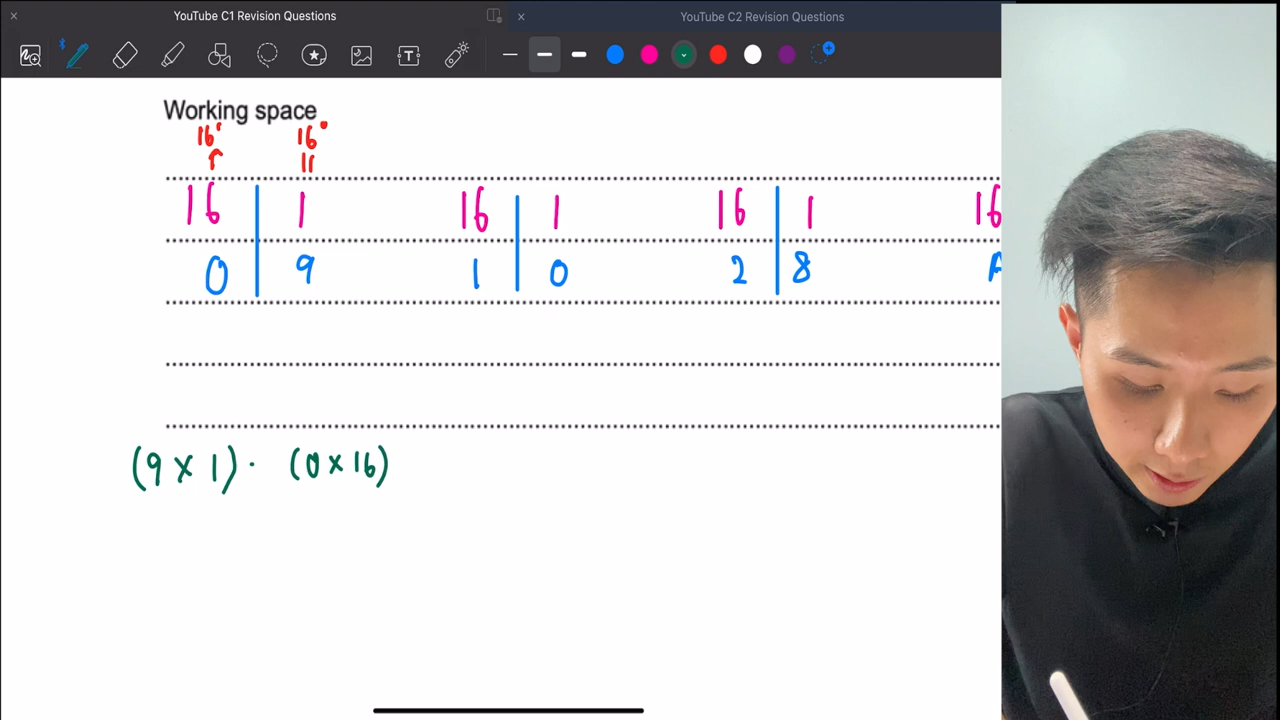 YouTube C1 Revision Questions YouTube C2 Revision Questions
Working space
16¹ 16⁰
16 | 1 16 | 1 16 | 1 16
0 | 9 1 | 0 2 | 8 A
(9 × 1) · (0 × 16)